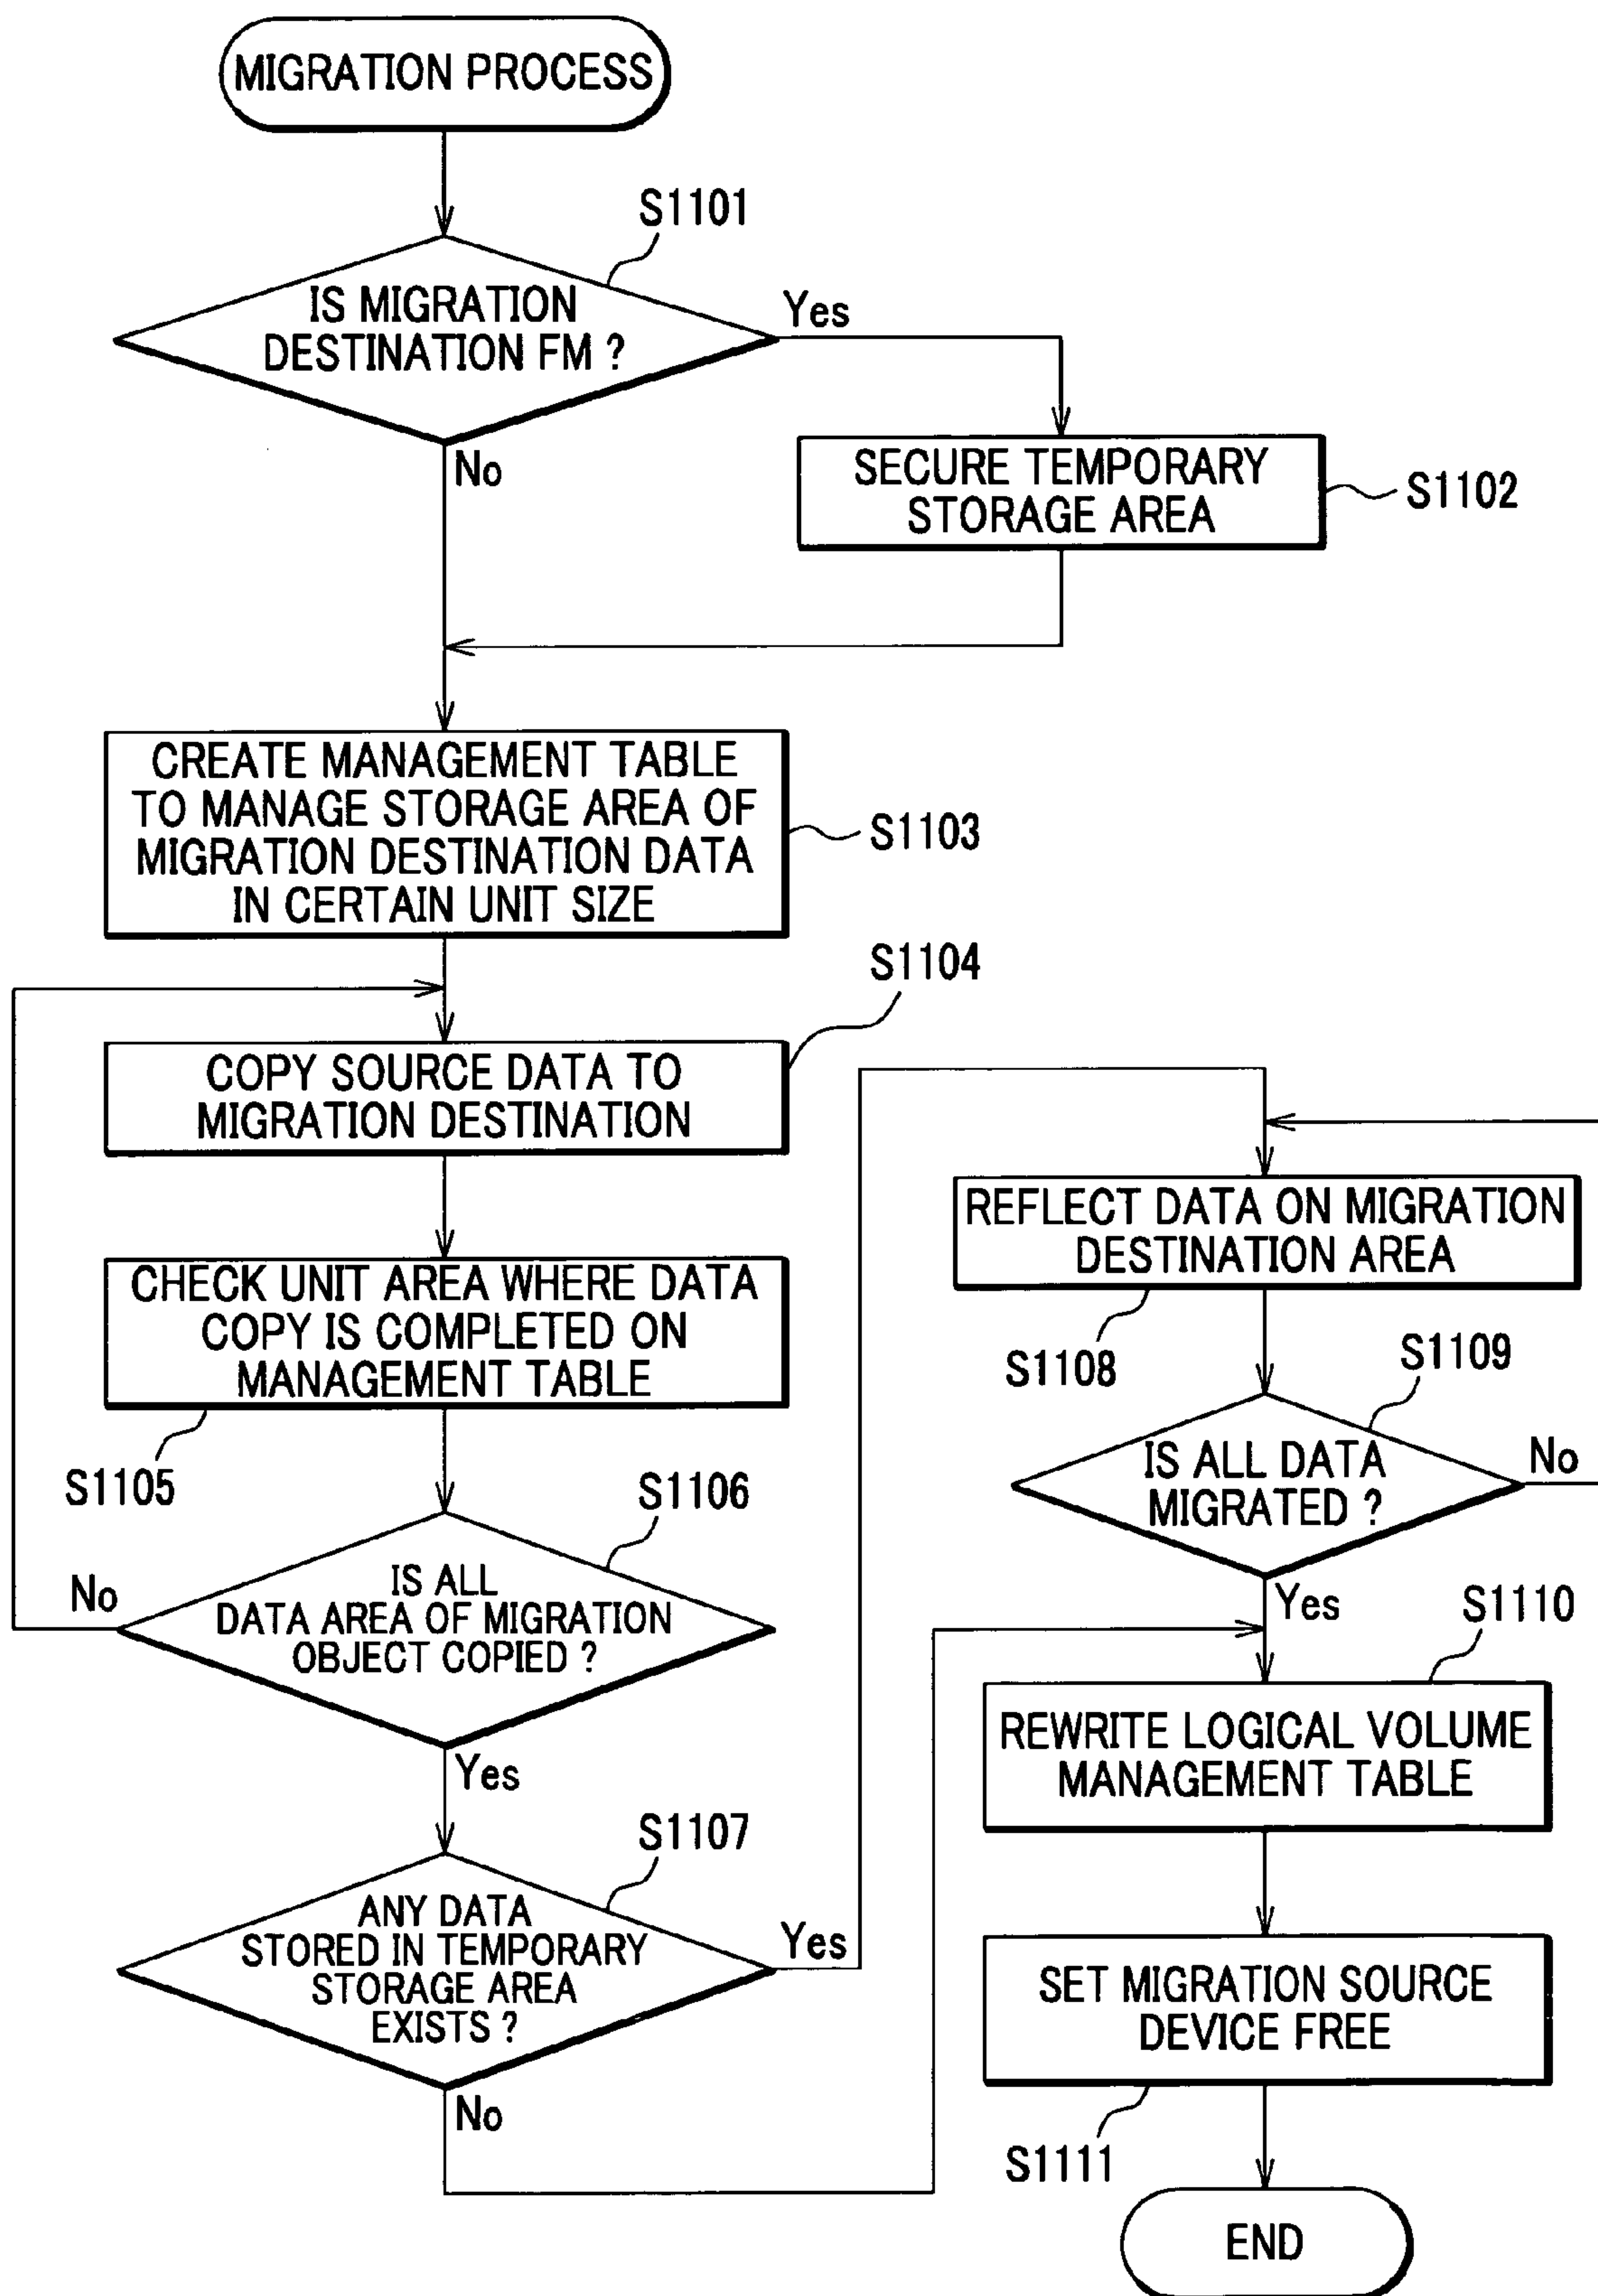 MIGRATION PROCESS
S1101
IS MIGRATION
DESTINATION FM ?
Yes
No
SECURE TEMPORARY
STORAGE AREA
S1102
CREATE MANAGEMENT TABLE
TO MANAGE STORAGE AREA OF
MIGRATION DESTINATION DATA
IN CERTAIN UNIT SIZE
S1103
S1104
COPY SOURCE DATA TO
MIGRATION DESTINATION
CHECK UNIT AREA WHERE DATA
COPY IS COMPLETED ON
MANAGEMENT TABLE
S1105
S1106
IS ALL
DATA AREA OF MIGRATION
OBJECT COPIED ?
No
Yes
S1107
ANY DATA
STORED IN TEMPORARY
STORAGE AREA
EXISTS ?
Yes
No
REFLECT DATA ON MIGRATION
DESTINATION AREA
S1108
S1109
IS ALL DATA
MIGRATED ?
No
Yes
S1110
REWRITE LOGICAL VOLUME
MANAGEMENT TABLE
SET MIGRATION SOURCE
DEVICE FREE
S1111
END